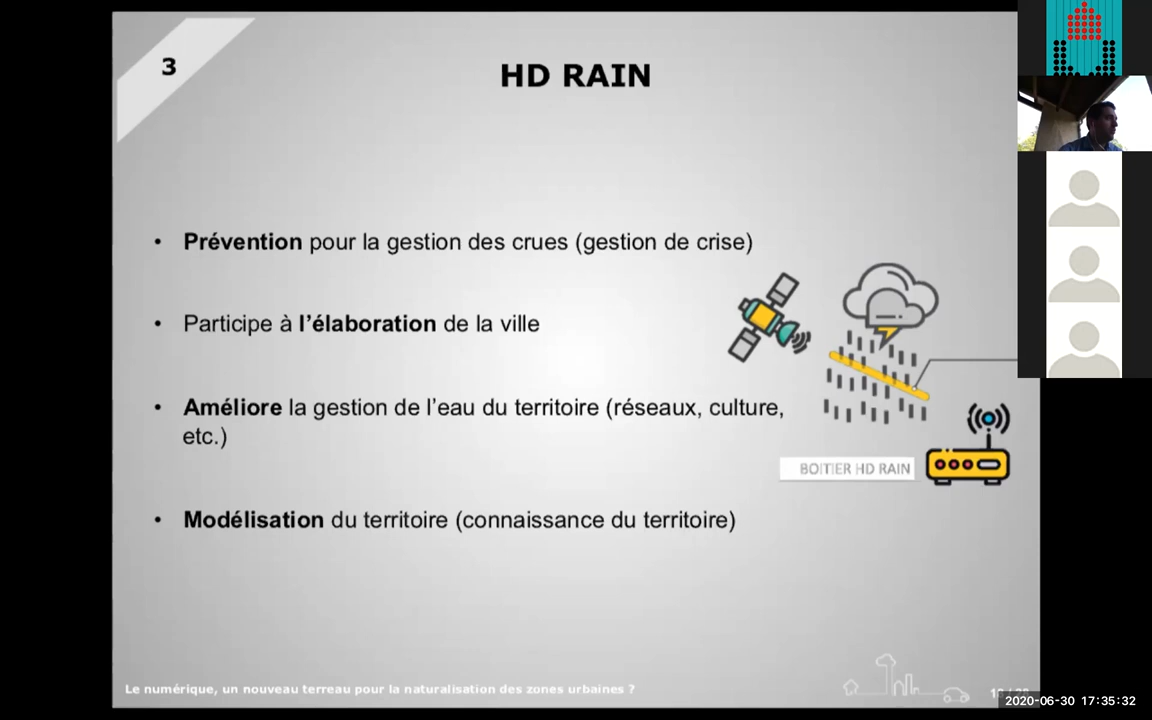 3
HD RAIN
• Prévention pour la gestion des crues (gestion de crise)
• Participe à l’élaboration de la ville
• Améliore la gestion de l’eau du territoire (réseaux, culture,
etc.)
BOITIER HD RAIN
• Modélisation du territoire (connaissance du territoire)
Le numérique, un nouveau terreau pour la naturalisation des zones urbaines ?
2020-06-30 17:35:32